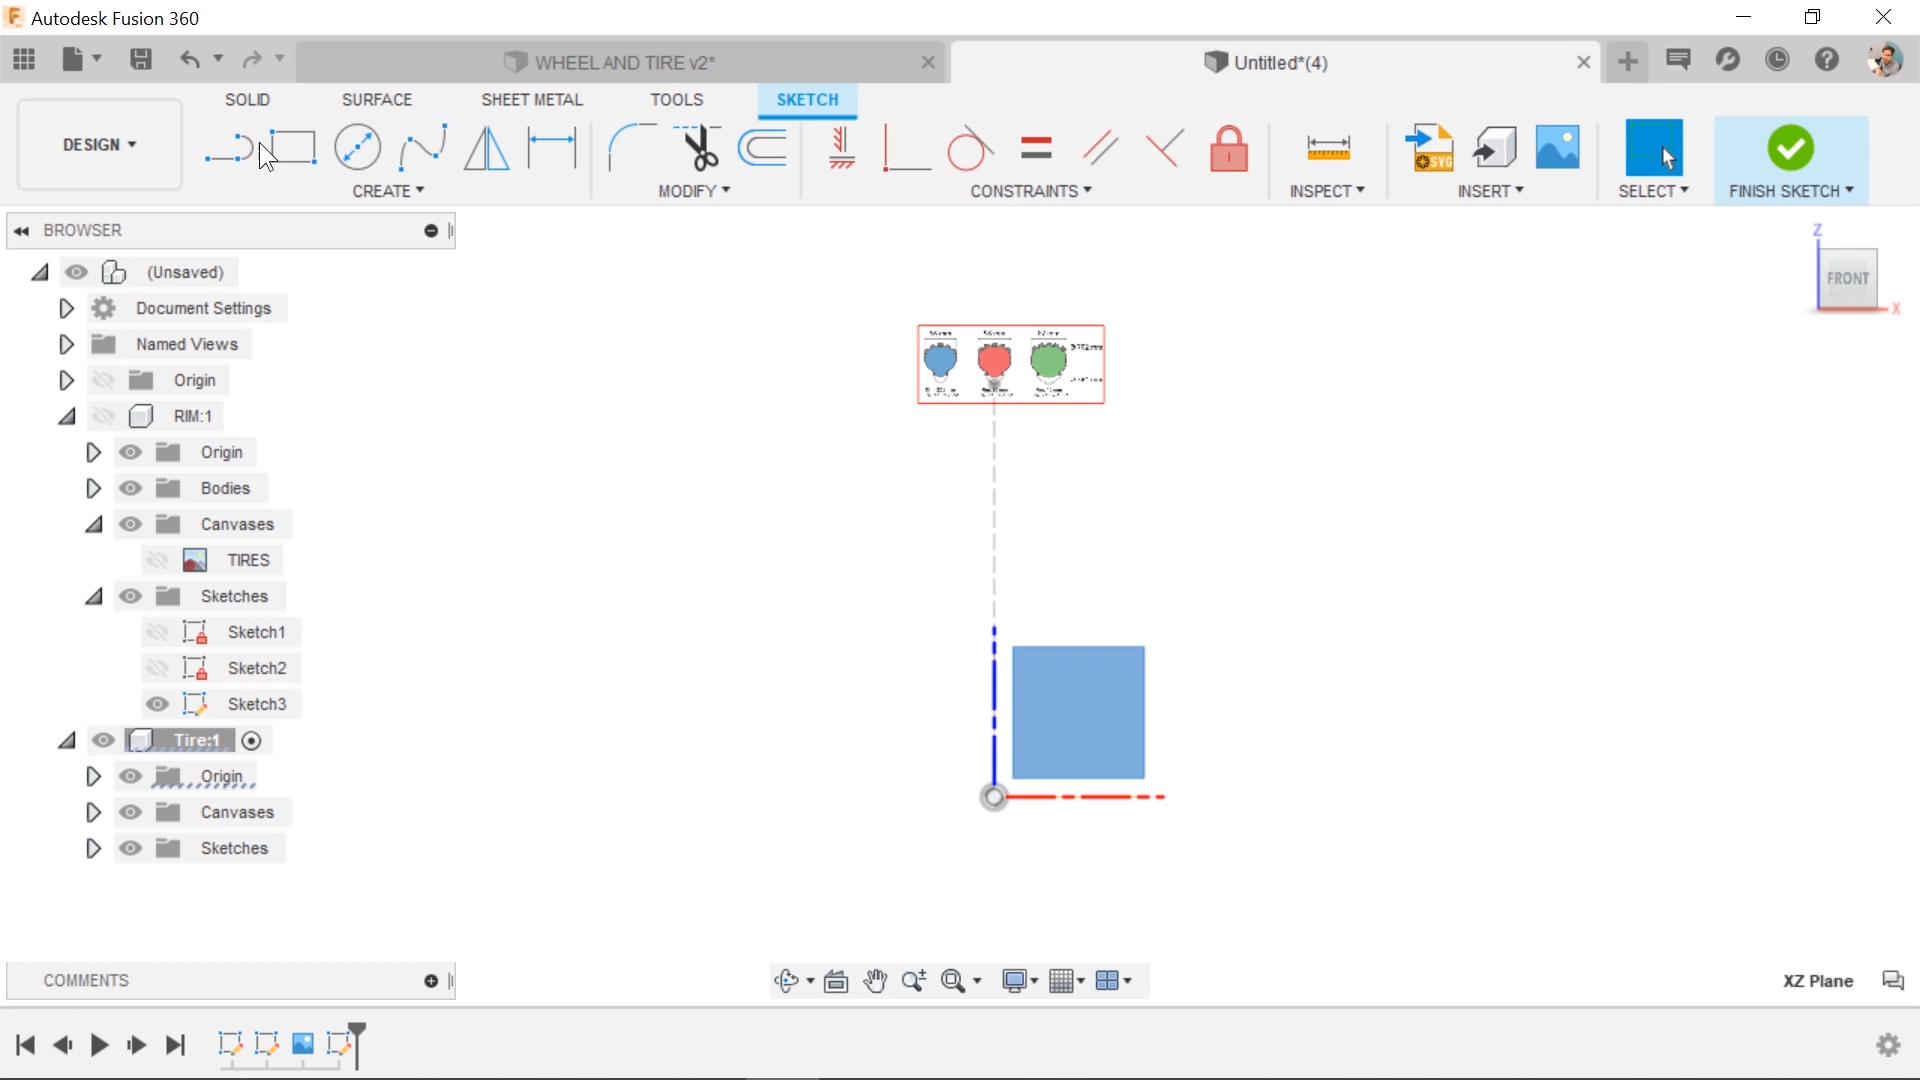 Autodesk Fusion 360
WHEEL AND TIRE v2*
Untitled*(4)
SOLID
SURFACE
SHEET METAL
TOOLS
SKETCH
DESIGN
CREATE
MODIFY
CONSTRAINTS
INSPECT
SVG
INSERT
SELECT
FINISH SKETCH
BROWSER
(Unsaved)
Document Settings
Named Views
Origin
RIM:1
Origin
Bodies
Canvases
TIRES
Sketches
Sketch1
Sketch2
Sketch3
Tire:1
Origin
Canvases
Sketches
Z
FRONT
X
COMMENTS
XZ Plane